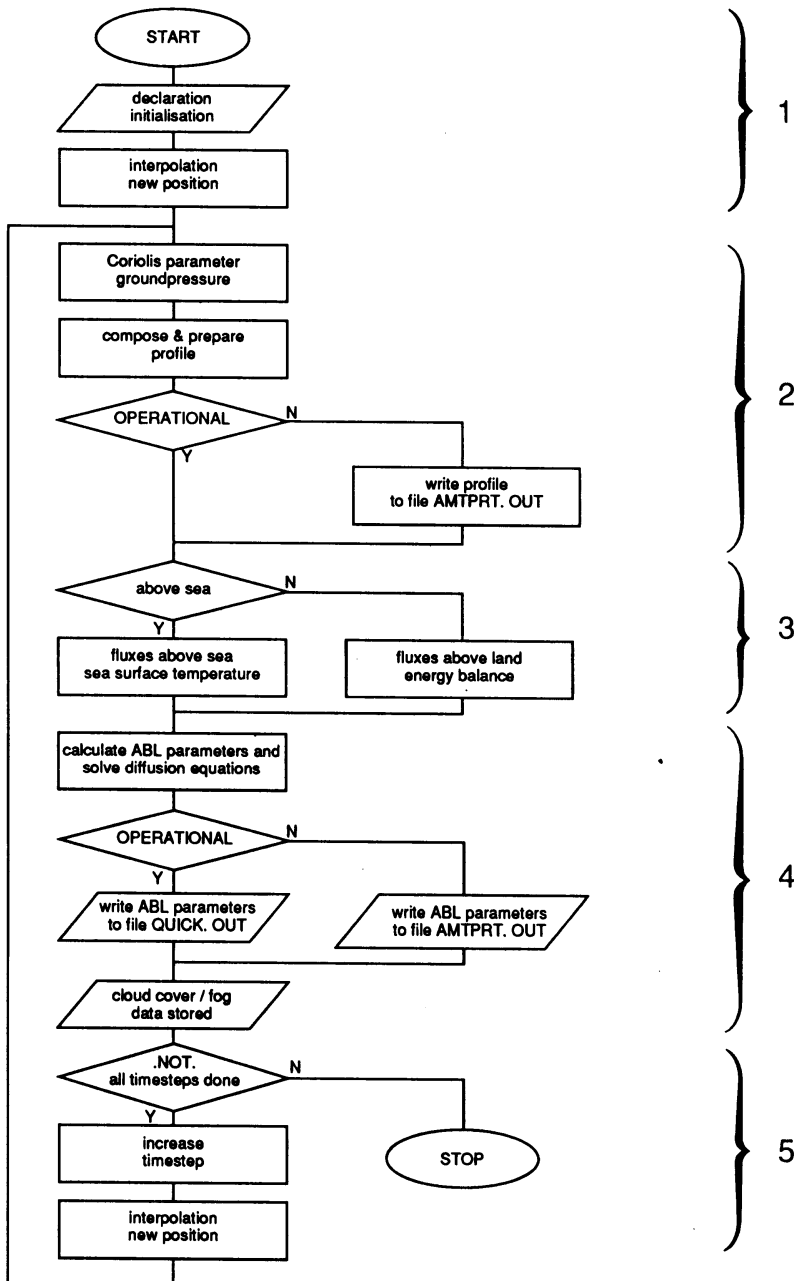 START
declaration
initialisation
interpolation
new position
1
Coriolis parameter
groundpressure
compose & prepare
profile
OPERATIONAL
N
Y
write profile
to file AMTPRT. OUT
2
above sea
N
Y
fluxes above sea
sea surface temperature
fluxes above land
energy balance
3
calculate ABL parameters and
solve diffusion equations
OPERATIONAL
N
Y
write ABL parameters
to file QUICK. OUT
write ABL parameters
to file AMTPRT. OUT
cloud cover / fog
data stored
4
.NOT.
all timesteps done
N
Y
increase
timestep
STOP
interpolation
new position
5